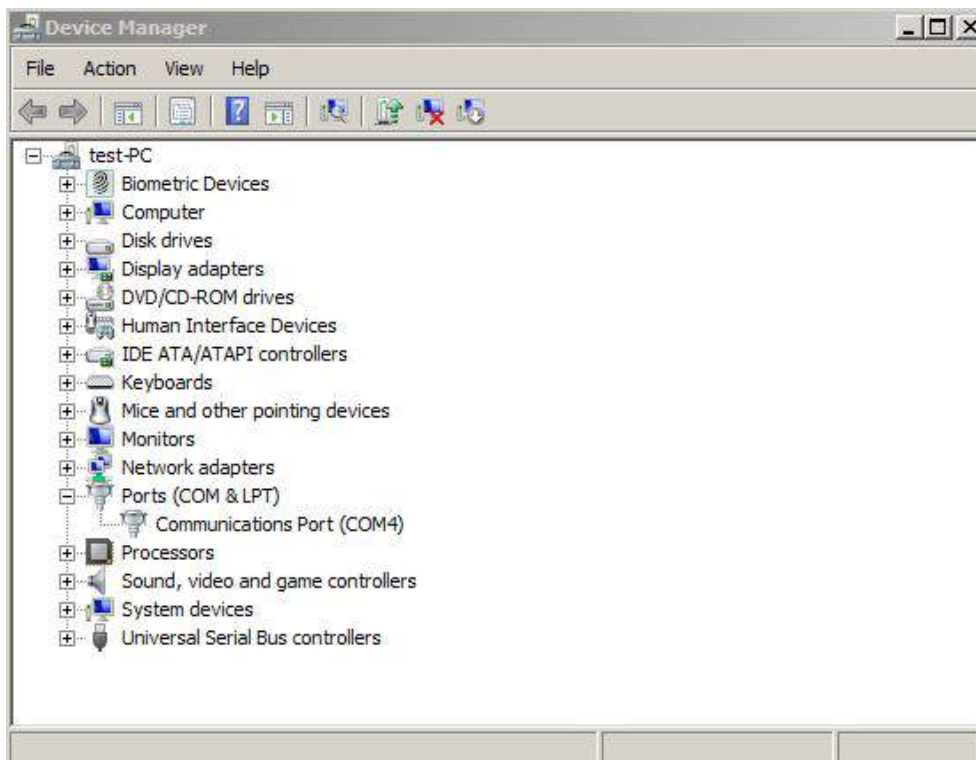 Device Manager
File Action View Help
test-PC
Biometric Devices
Computer
Disk drives
Display adapters
DVD/CD-ROM drives
Human Interface Devices
IDE ATA/ATAPI controllers
Keyboards
Mice and other pointing devices
Monitors
Network adapters
Ports (COM & LPT)
Communications Port (COM4)
Processors
Sound, video and game controllers
System devices
Universal Serial Bus controllers